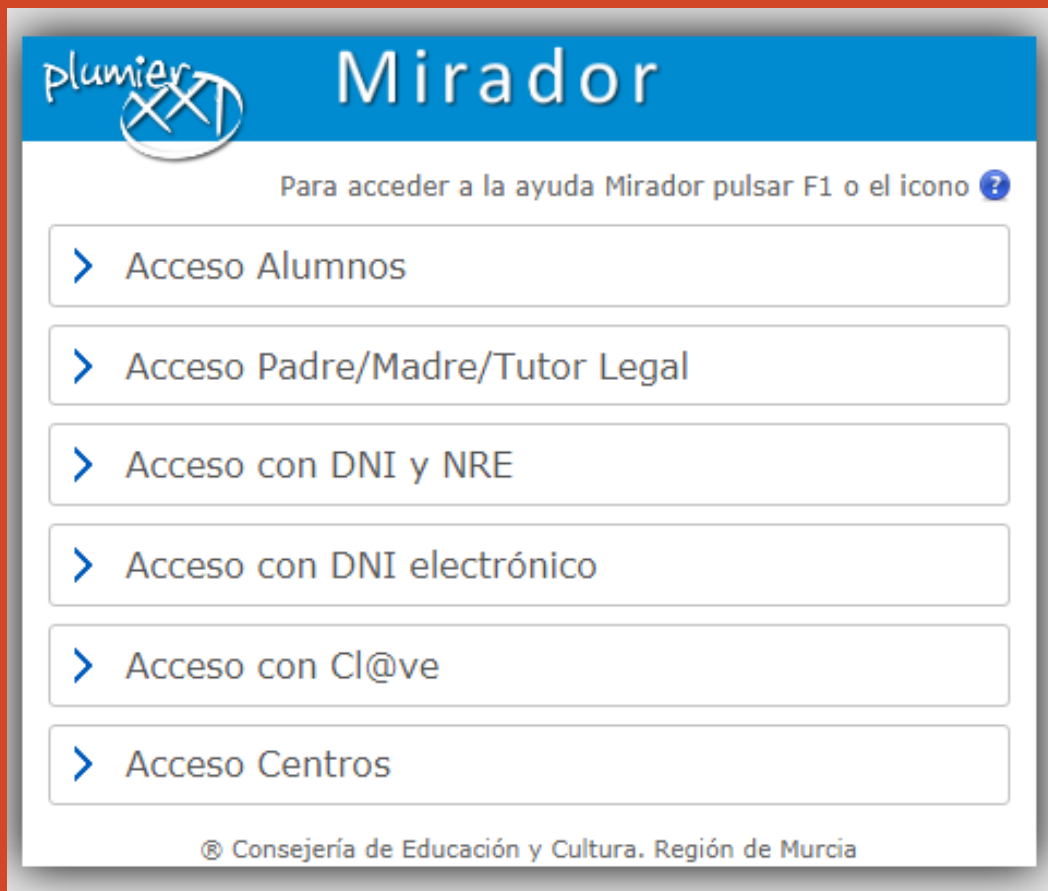 plumier
XXI
Mirador
Para acceder a la ayuda Mirador pulsar F1 o el icono ?
Acceso Alumnos
Acceso Padre/Madre/Tutor Legal
Acceso con DNI y NRE
Acceso con DNI electrónico
Acceso con Cl@ve
Acceso Centros
® Consejería de Educación y Cultura. Región de Murcia